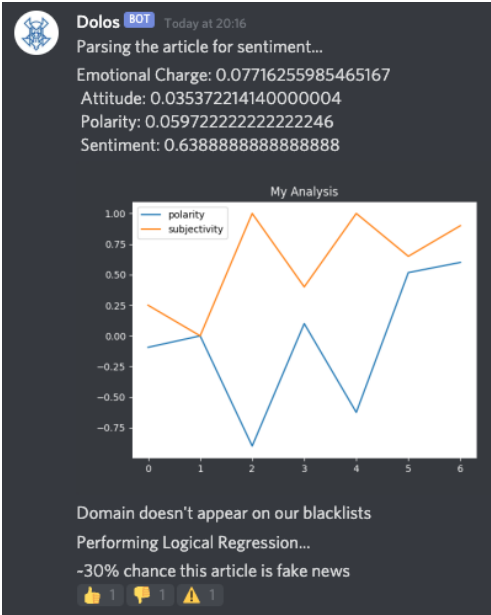 Dolos BOT Today at 20:16
Parsing the article for sentiment...
Emotional Charge: 0.07716255985465167
Attitude: 0.035372214140000004
Polarity: 0.059722222222222246
Sentiment: 0.6388888888888888
My Analysis
polarity
subjectivity
1.00
0.75
0.50
0.25
0.00
−0.25
−0.50
−0.75
0 1 2 3 4 5 6
Domain doesn't appear on our blacklists
Performing Logical Regression...
~30% chance this article is fake news
👍 1 👎 1 ⚠️ 1